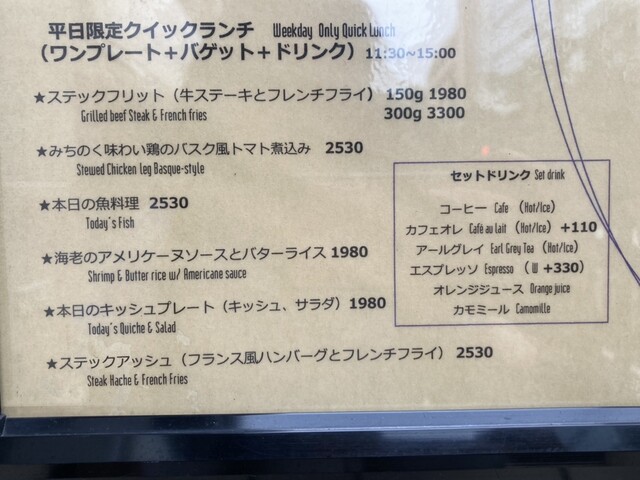 平日限定クイックランチ Weekday Only Quick Lunch
（ワンプレート＋バゲット＋ドリンク）11:30~15:00
★ステックフリット（牛ステーキとフレンチフライ） 150g 1980
Grilled beef Steak & French fries 300g 3300
★みちのく味わい鶏のバスク風トマト煮込み 2530
Stewed Chicken leg Basque-style
★本日の魚料理 2530
Today's Fish
★海老のアメリケーヌソースとバターライス 1980
Shrimp & Butter rice w/ Americane sauce
★本日のキッシュプレート（キッシュ、サラダ）1980
Today's Quiche & Salad
★ステックアッシュ（フランス風ハンバーグとフレンチフライ） 2530
Steak Hache & French Fries
セットドリンク Set drink
コーヒー Cafe （Hot/Ice）
カフェオレ Café au lait（Hot/Ice）+110
アールグレイ Earl Grey Tea（Hot/Ice）
エスプレッソ Espresso （W +330）
オレンジジュース Orange juice
カモミール Camomille